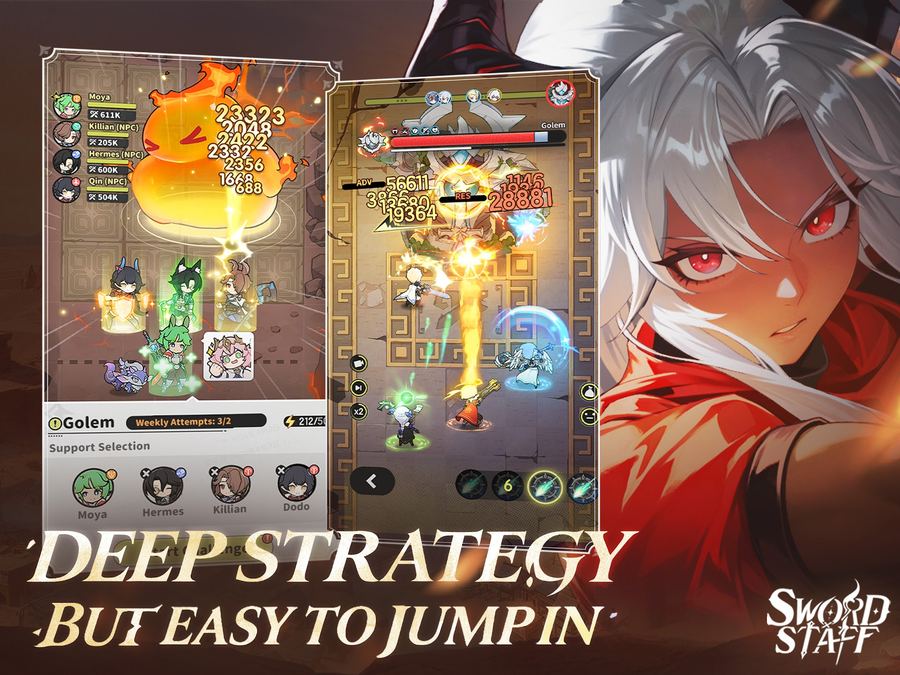 Moya
611K
Killian (NPC)
205K
Hermes (NPC)
600K
Qin (NPC)
504K
23323
2048
2422
2332
2356
1668
688
Golem
Weekly Attempts: 3/2
Support Selection
Moya
Hermes
Killian
Dodo
Golem
ADV
56611
19364
RES
1146
28881
x2
6
DEEP STRATEGY
BUT EASY TO JUMP IN
SWORD
STAFF